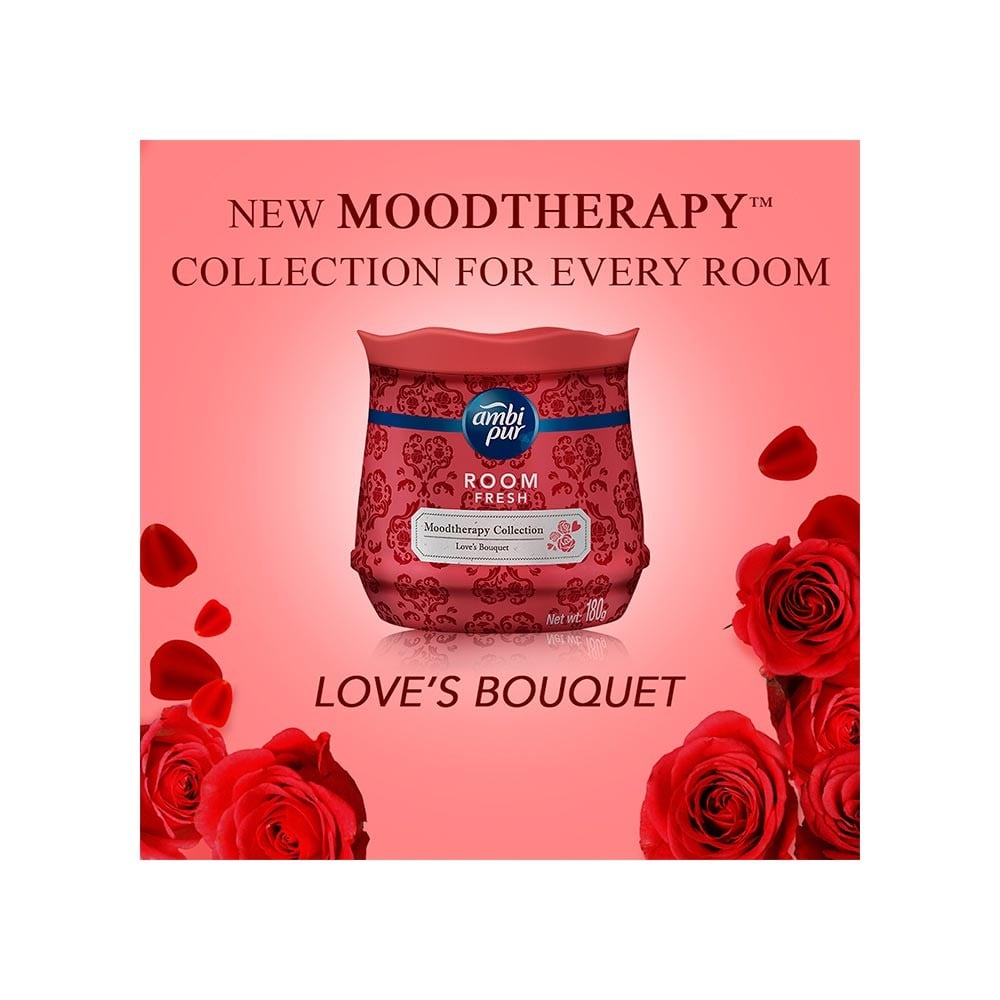 NEW MOODTHERAPY™
COLLECTION FOR EVERY ROOM
ambi
pur
ROOM
FRESH
Moodtherapy Collection
Love's Bouquet
Net wt: 180g
LOVE'S BOUQUET